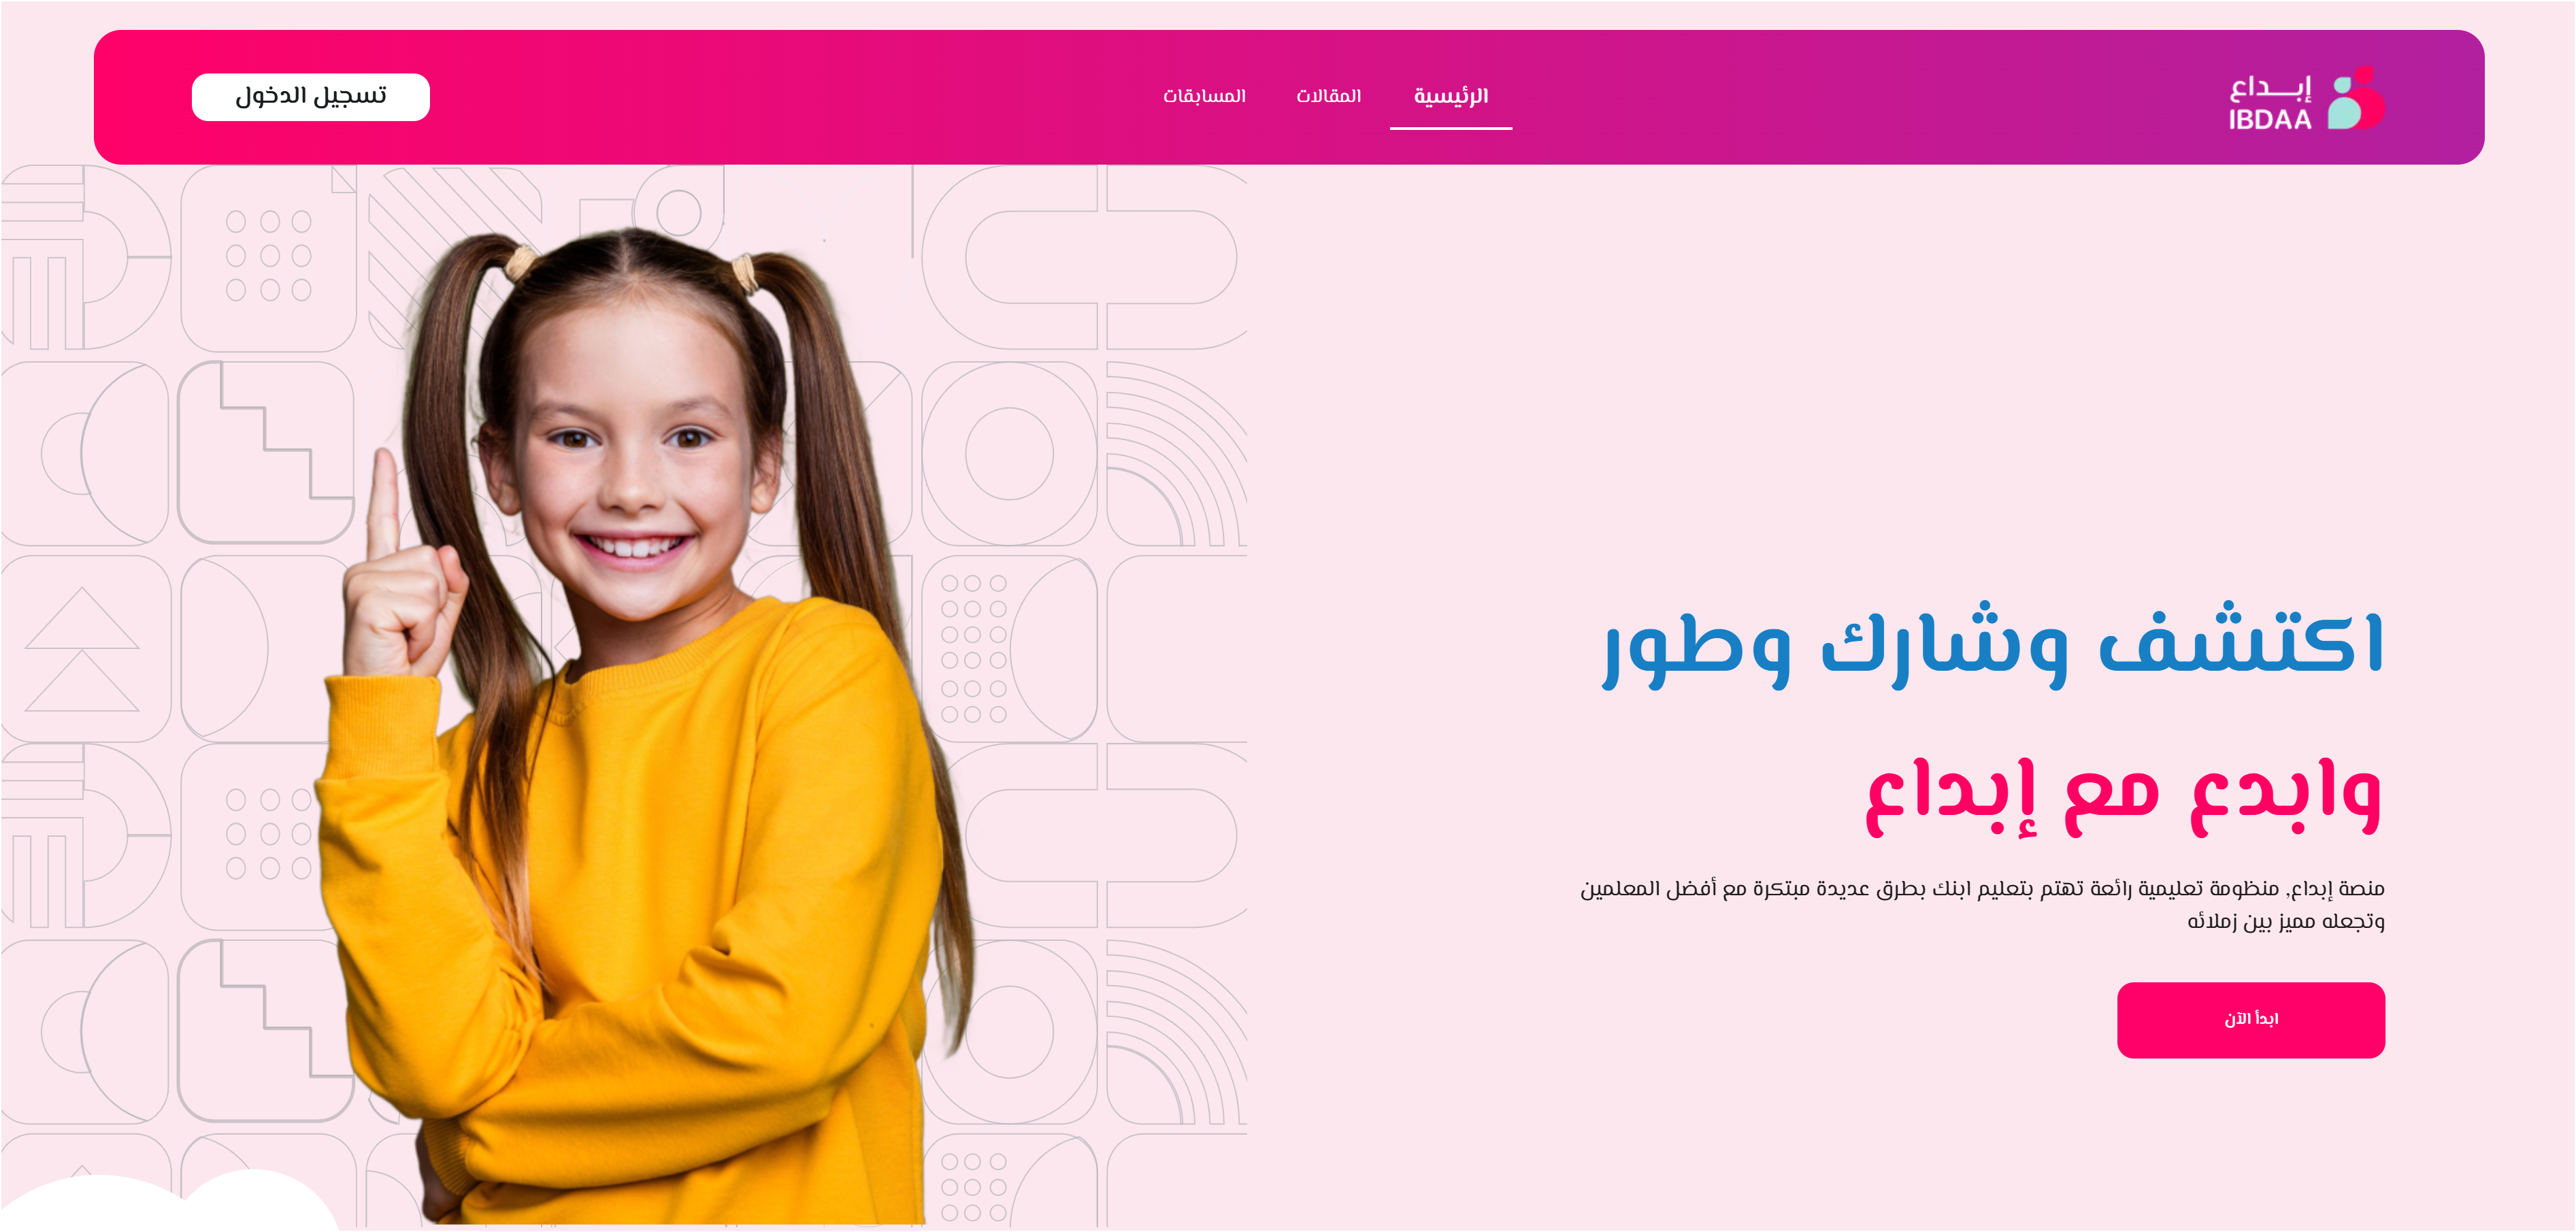 إبــداع
IBDAA
الرئيسية
المقالات
المسابقات
تسجيل الدخول
اكتشف وشارك وطور
وابدع مع إبداع
منصة إبداع, منظومة تعليمية رائعة تهتم بتعليم ابنك بطرق عديدة مبتكرة مع أفضل المعلمين
وتجعله مميز بين زملائه
ابدأ الآن